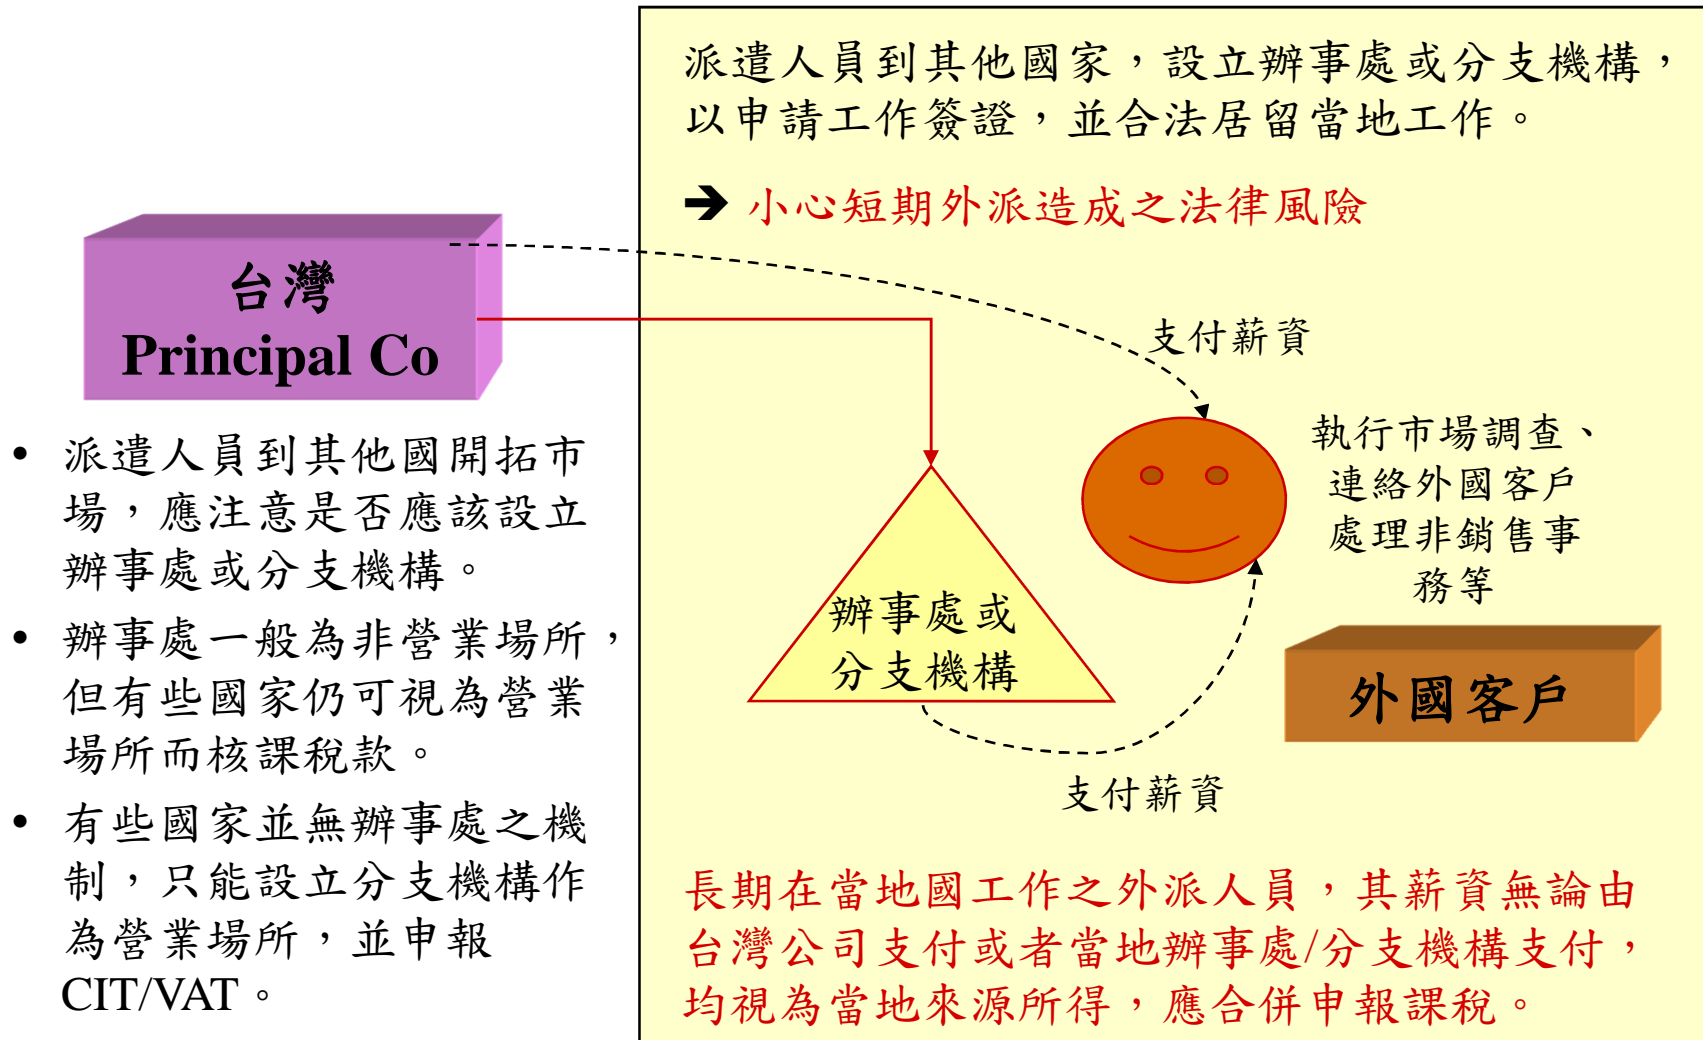 派遣人員到其他國家，設立辦事處或分支機構，
以申請工作簽證，並合法居留當地工作。
➔ 小心短期外派造成之法律風險
台灣
Principal Co
支付薪資
• 派遣人員到其他國開拓市
場，應注意是否應該設立
辦事處或分支機構。
• 辦事處一般為非營業場所，
但有些國家仍可視為營業
場所而核課稅款。
• 有些國家並無辦事處之機
制，只能設立分支機構作
為營業場所，並申報
CIT/VAT。
執行市場調查、
連絡外國客戶
處理非銷售事
務等
辦事處或
分支機構
外國客戶
支付薪資
長期在當地國工作之外派人員，其薪資無論由
台灣公司支付或者當地辦事處/分支機構支付，
均視為當地來源所得，應合併申報課稅。